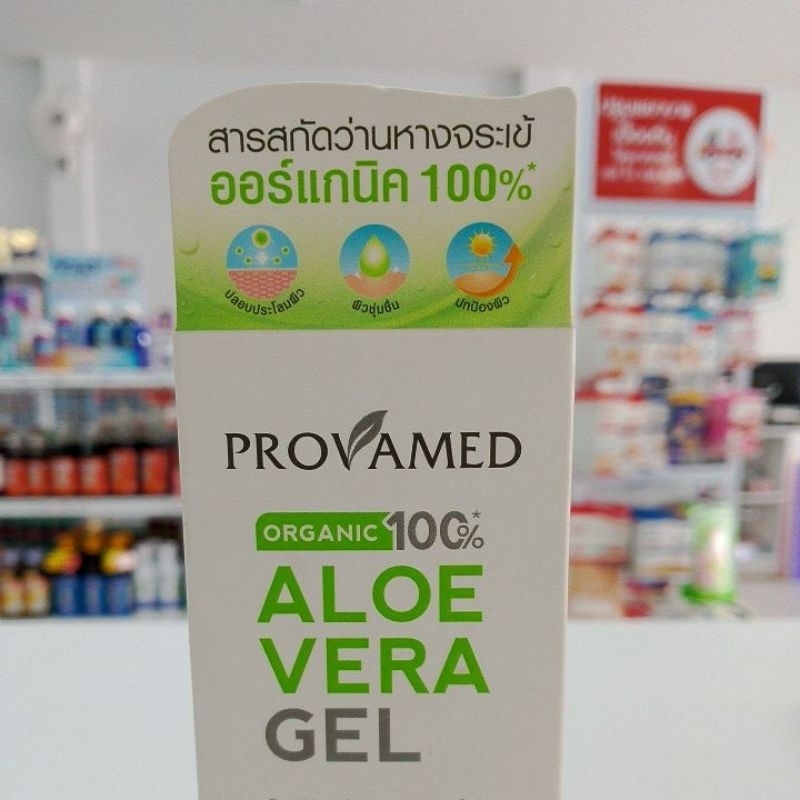 สารสกัดว่านหางจระเข้
ออร์แกนิค 100%*
ปลอบประโลมผิว
ผิวชุ่มชื่น
ปกป้องผิว
PROVAMED
ORGANIC 100%*
ALOE
VERA
GEL